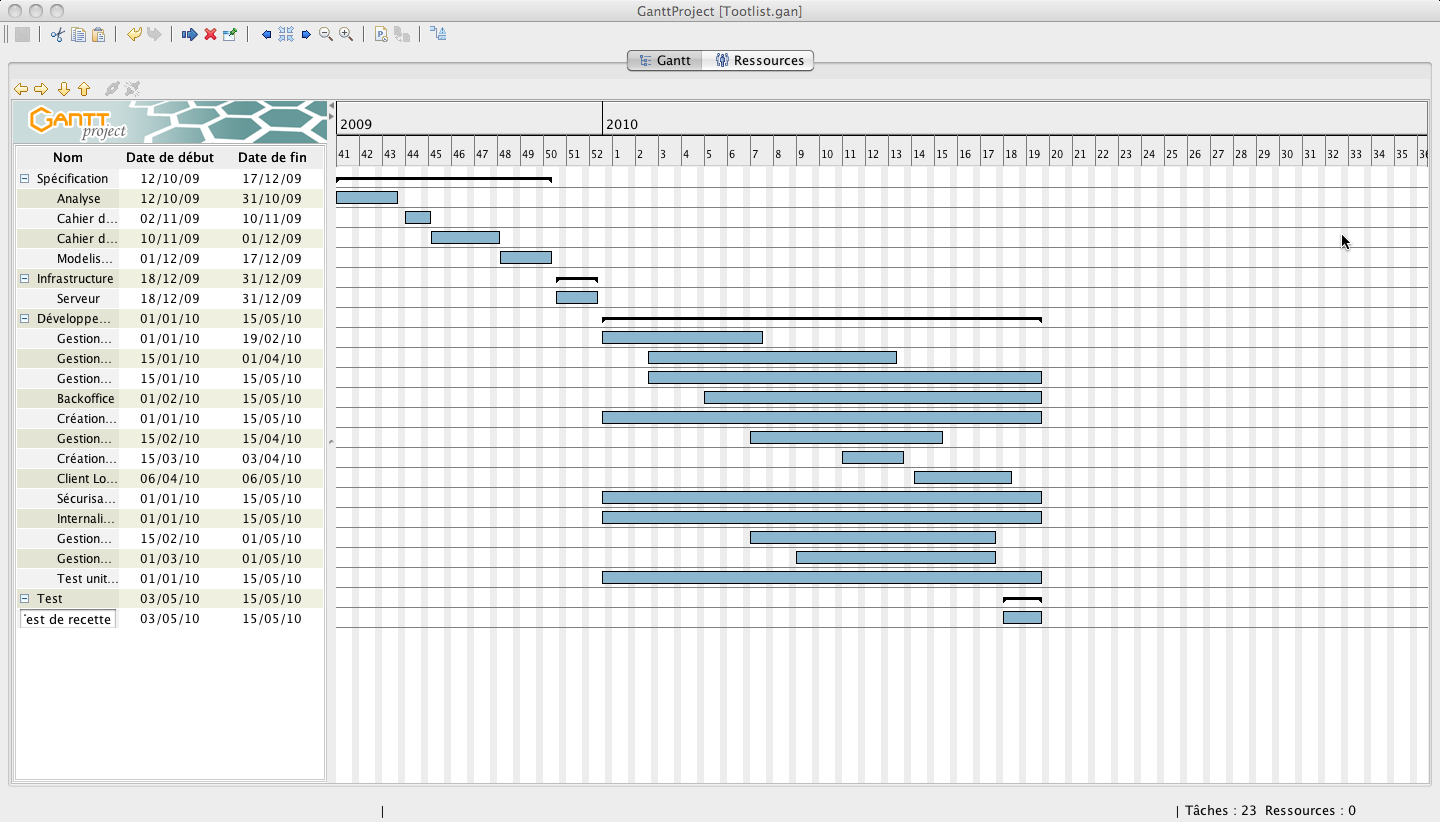 GanttProject [Tootlist.gan]
Gantt Ressources
GANTT project
2009 2010
Nom Date de début Date de fin
41 42 43 44 45 46 47 48 49 50 51 52 1 2 3 4 5 6 7 8 9 10 11 12 13 14 15 16 17 18 19 20 21 22 23 24 25 26 27 28 29 30 31 32 33 34 35 36
Spécification 12/10/09 17/12/09
Analyse 12/10/09 31/10/09
Cahier d... 02/11/09 10/11/09
Cahier d... 10/11/09 01/12/09
Modelis... 01/12/09 17/12/09
Infrastructure 18/12/09 31/12/09
Serveur 18/12/09 31/12/09
Développe... 01/01/10 15/05/10
Gestion... 01/01/10 19/02/10
Gestion... 15/01/10 01/04/10
Gestion... 15/01/10 15/05/10
Backoffice 01/02/10 15/05/10
Création... 01/01/10 15/05/10
Gestion... 15/02/10 15/04/10
Création... 15/03/10 03/04/10
Client Lo... 06/04/10 06/05/10
Sécurisa... 01/01/10 15/05/10
Internali... 01/01/10 15/05/10
Gestion... 15/02/10 01/05/10
Gestion... 01/03/10 01/05/10
Test unit... 01/01/10 15/05/10
Test 03/05/10 15/05/10
est de recette 03/05/10 15/05/10
| | Tâches : 23 Ressources : 0